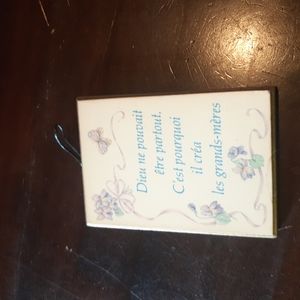 Dieu ne pouvait
être partout.
C'est pourquoi
il créa
les grands-mères